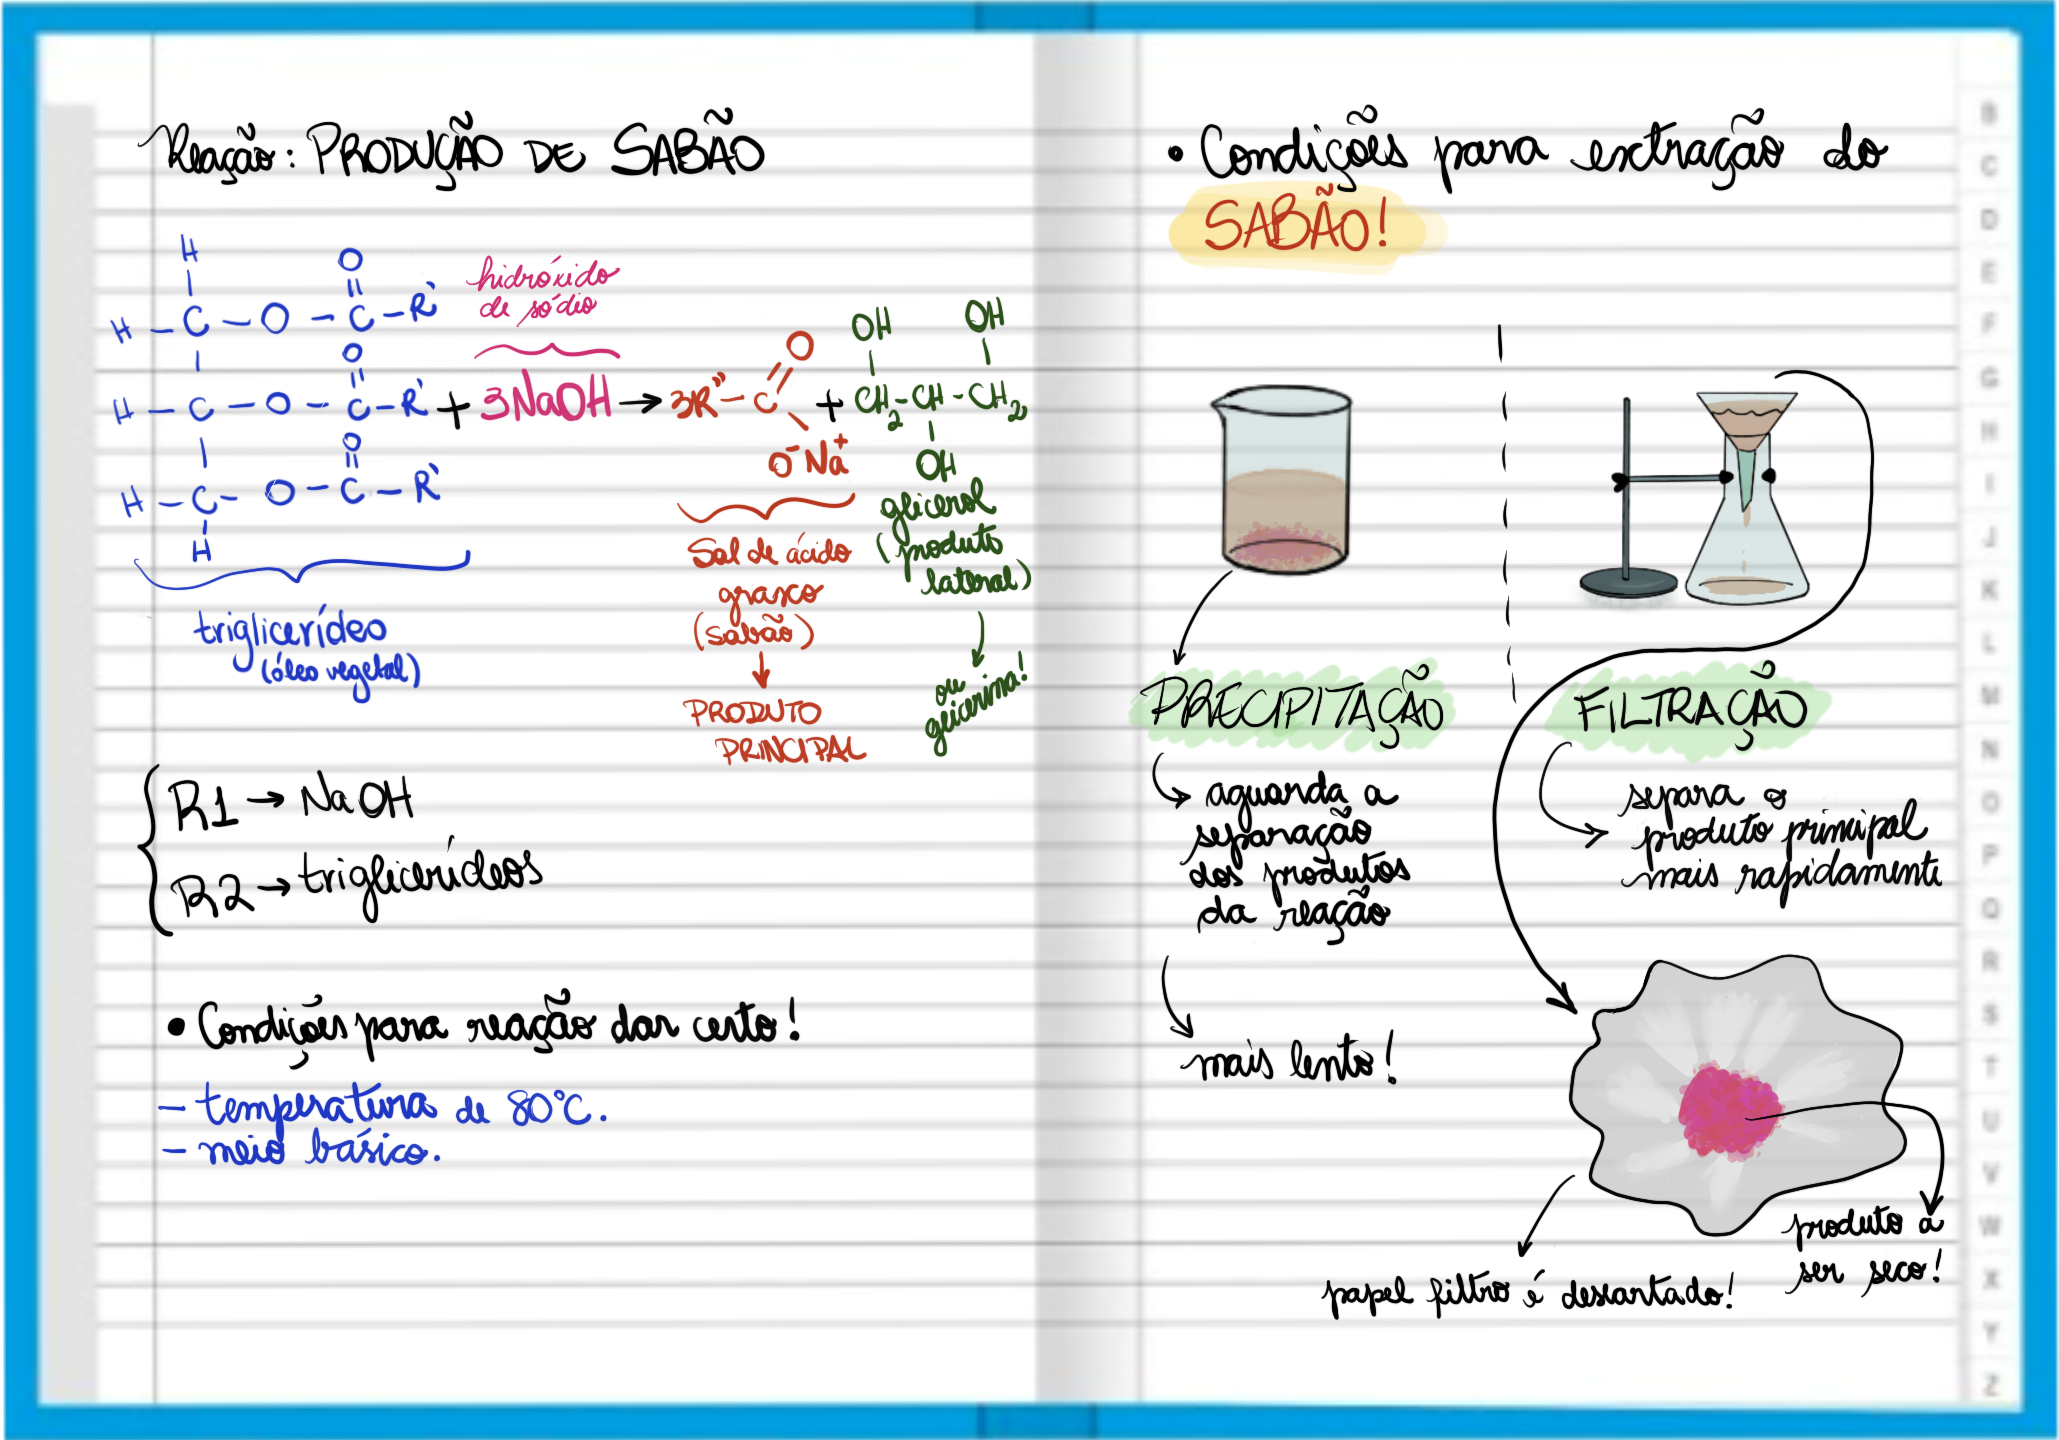 Reação: PRODUÇÃO DE SABÃO
H
O
H – C – O – C – R'
hidróxido
de sódio
O
H – C – O – C – R' + 3NaOH → 3R'' – C
O
O⁻Na⁺
+
OH OH
CH₂ – CH – CH₂
OH
O
H – C – O – C – R'
H
triglicerídeo
(óleo vegetal)
Sal de ácido
graxo
(sabão)
PRODUTO
PRINCIPAL
glicerol
(produto
lateral)
ou
glicerina!
R1 → NaOH
R2 → triglicerídeos
• Condições para reação dar certo!
– temperatura de 80°C.
– meio básico.
• Condições para extração do
SABÃO!
PRECIPITAÇÃO
aguarda a
separação
dos produtos
da reação
mais lento!
FILTRAÇÃO
separa o
produto principal
mais rapidamente
produto a
ser seco!
papel filtro é descartado!
B
C
D
E
F
G
H
I
J
K
L
M
N
O
P
Q
R
S
T
U
V
W
X
Y
Z